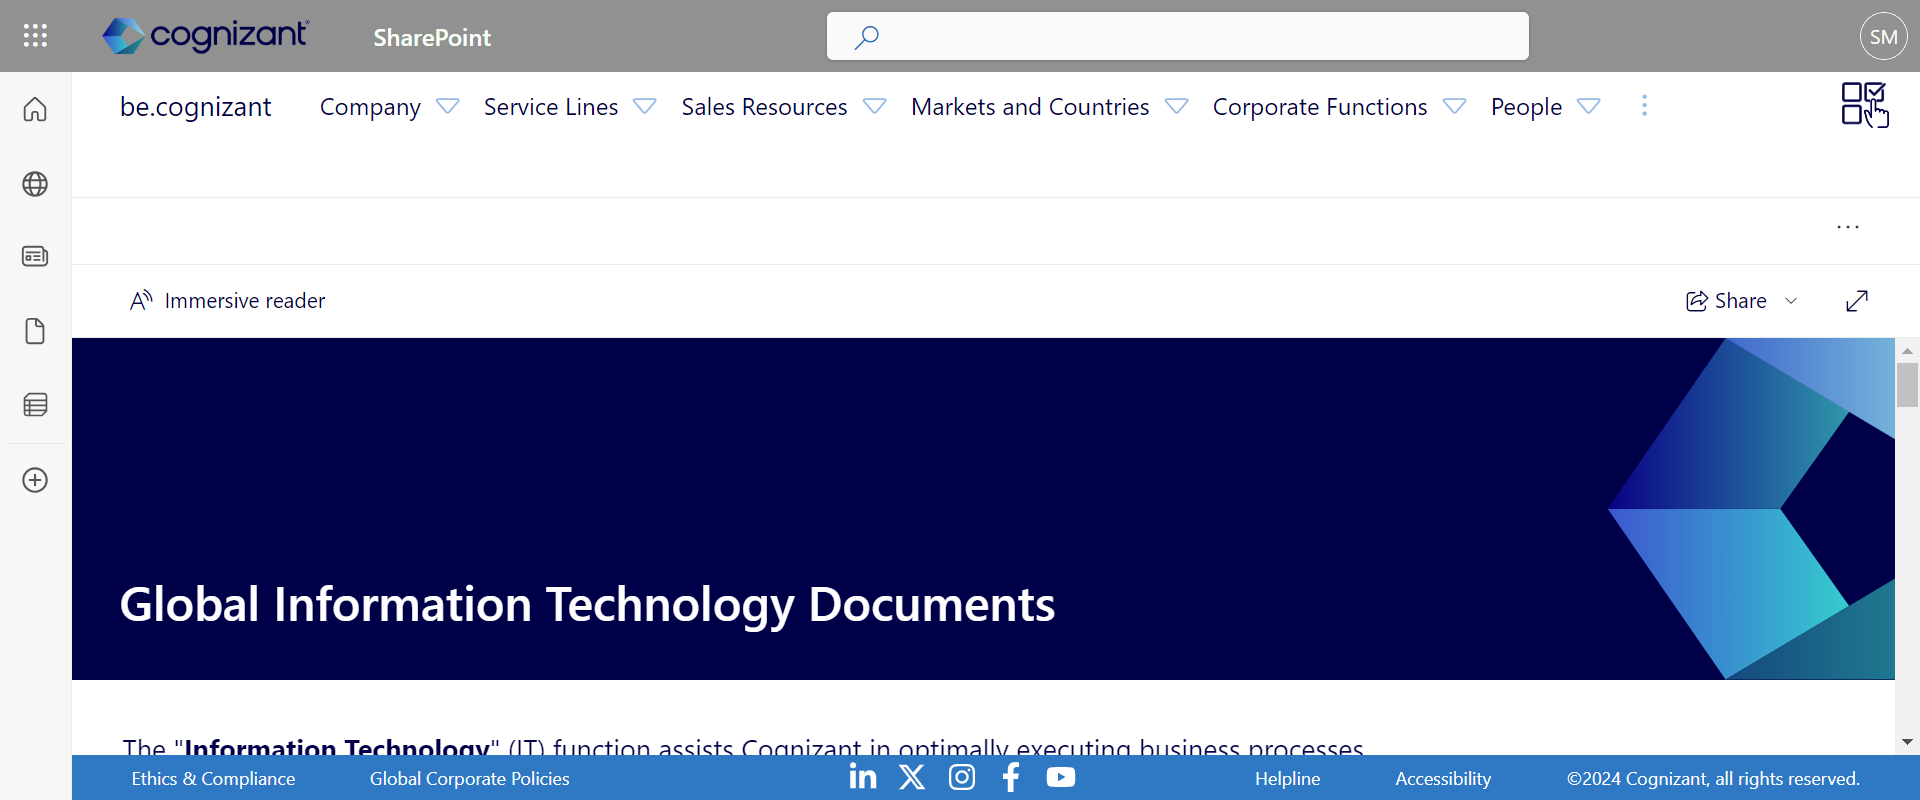 cognizant
SharePoint
SM
be.cognizant
Company
Service Lines
Sales Resources
Markets and Countries
Corporate Functions
People
Immersive reader
Share
Global Information Technology Documents
The "Information Technology" (IT) function assists Cognizant in optimally executing business processes
Ethics & Compliance
Global Corporate Policies
Helpline
Accessibility
©2024 Cognizant, all rights reserved.